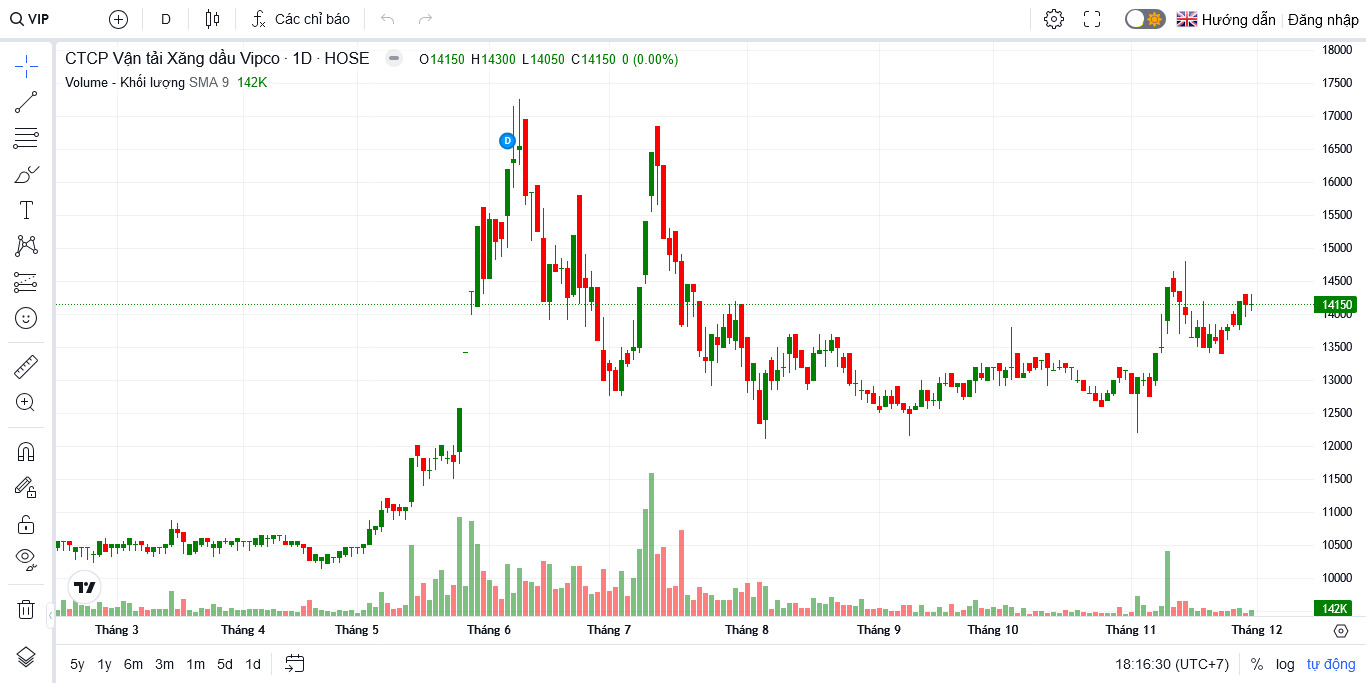 VIP D Các chỉ báo Hướng dẫn Đăng nhập
CTCP Vận tải Xăng dầu Vipco · 1D · HOSE O14150 H14300 L14050 C14150 0 (0.00%)
Volume - Khối lượng SMA 9 142K
D
18000
17500
17000
16500
16000
15500
15000
14500
14150
14000
13500
13000
12500
12000
11500
11000
10500
10000
142K
Tháng 3 Tháng 4 Tháng 5 Tháng 6 Tháng 7 Tháng 8 Tháng 9 Tháng 10 Tháng 11 Tháng 12
5y 1y 6m 3m 1m 5d 1d 18:16:30 (UTC+7) % log tự động